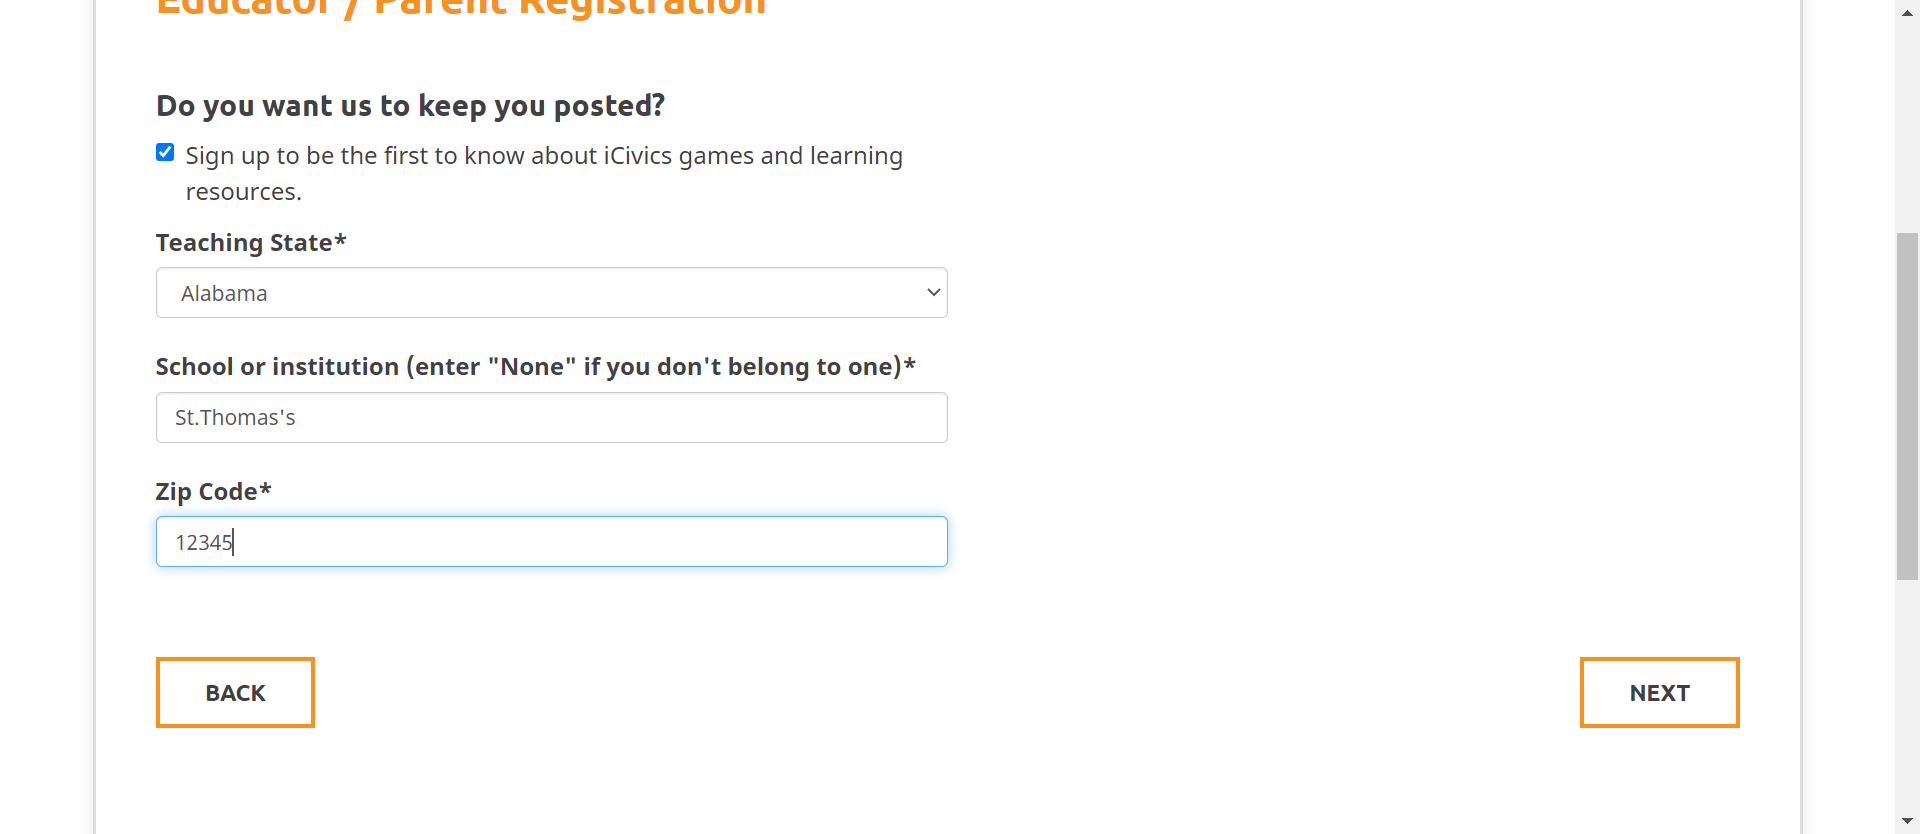 Educator / Parent Registration
Do you want us to keep you posted?
Sign up to be the first to know about iCivics games and learning
resources.
Teaching State*
Alabama
School or institution (enter "None" if you don't belong to one)*
St.Thomas's
Zip Code*
12345
BACK
NEXT